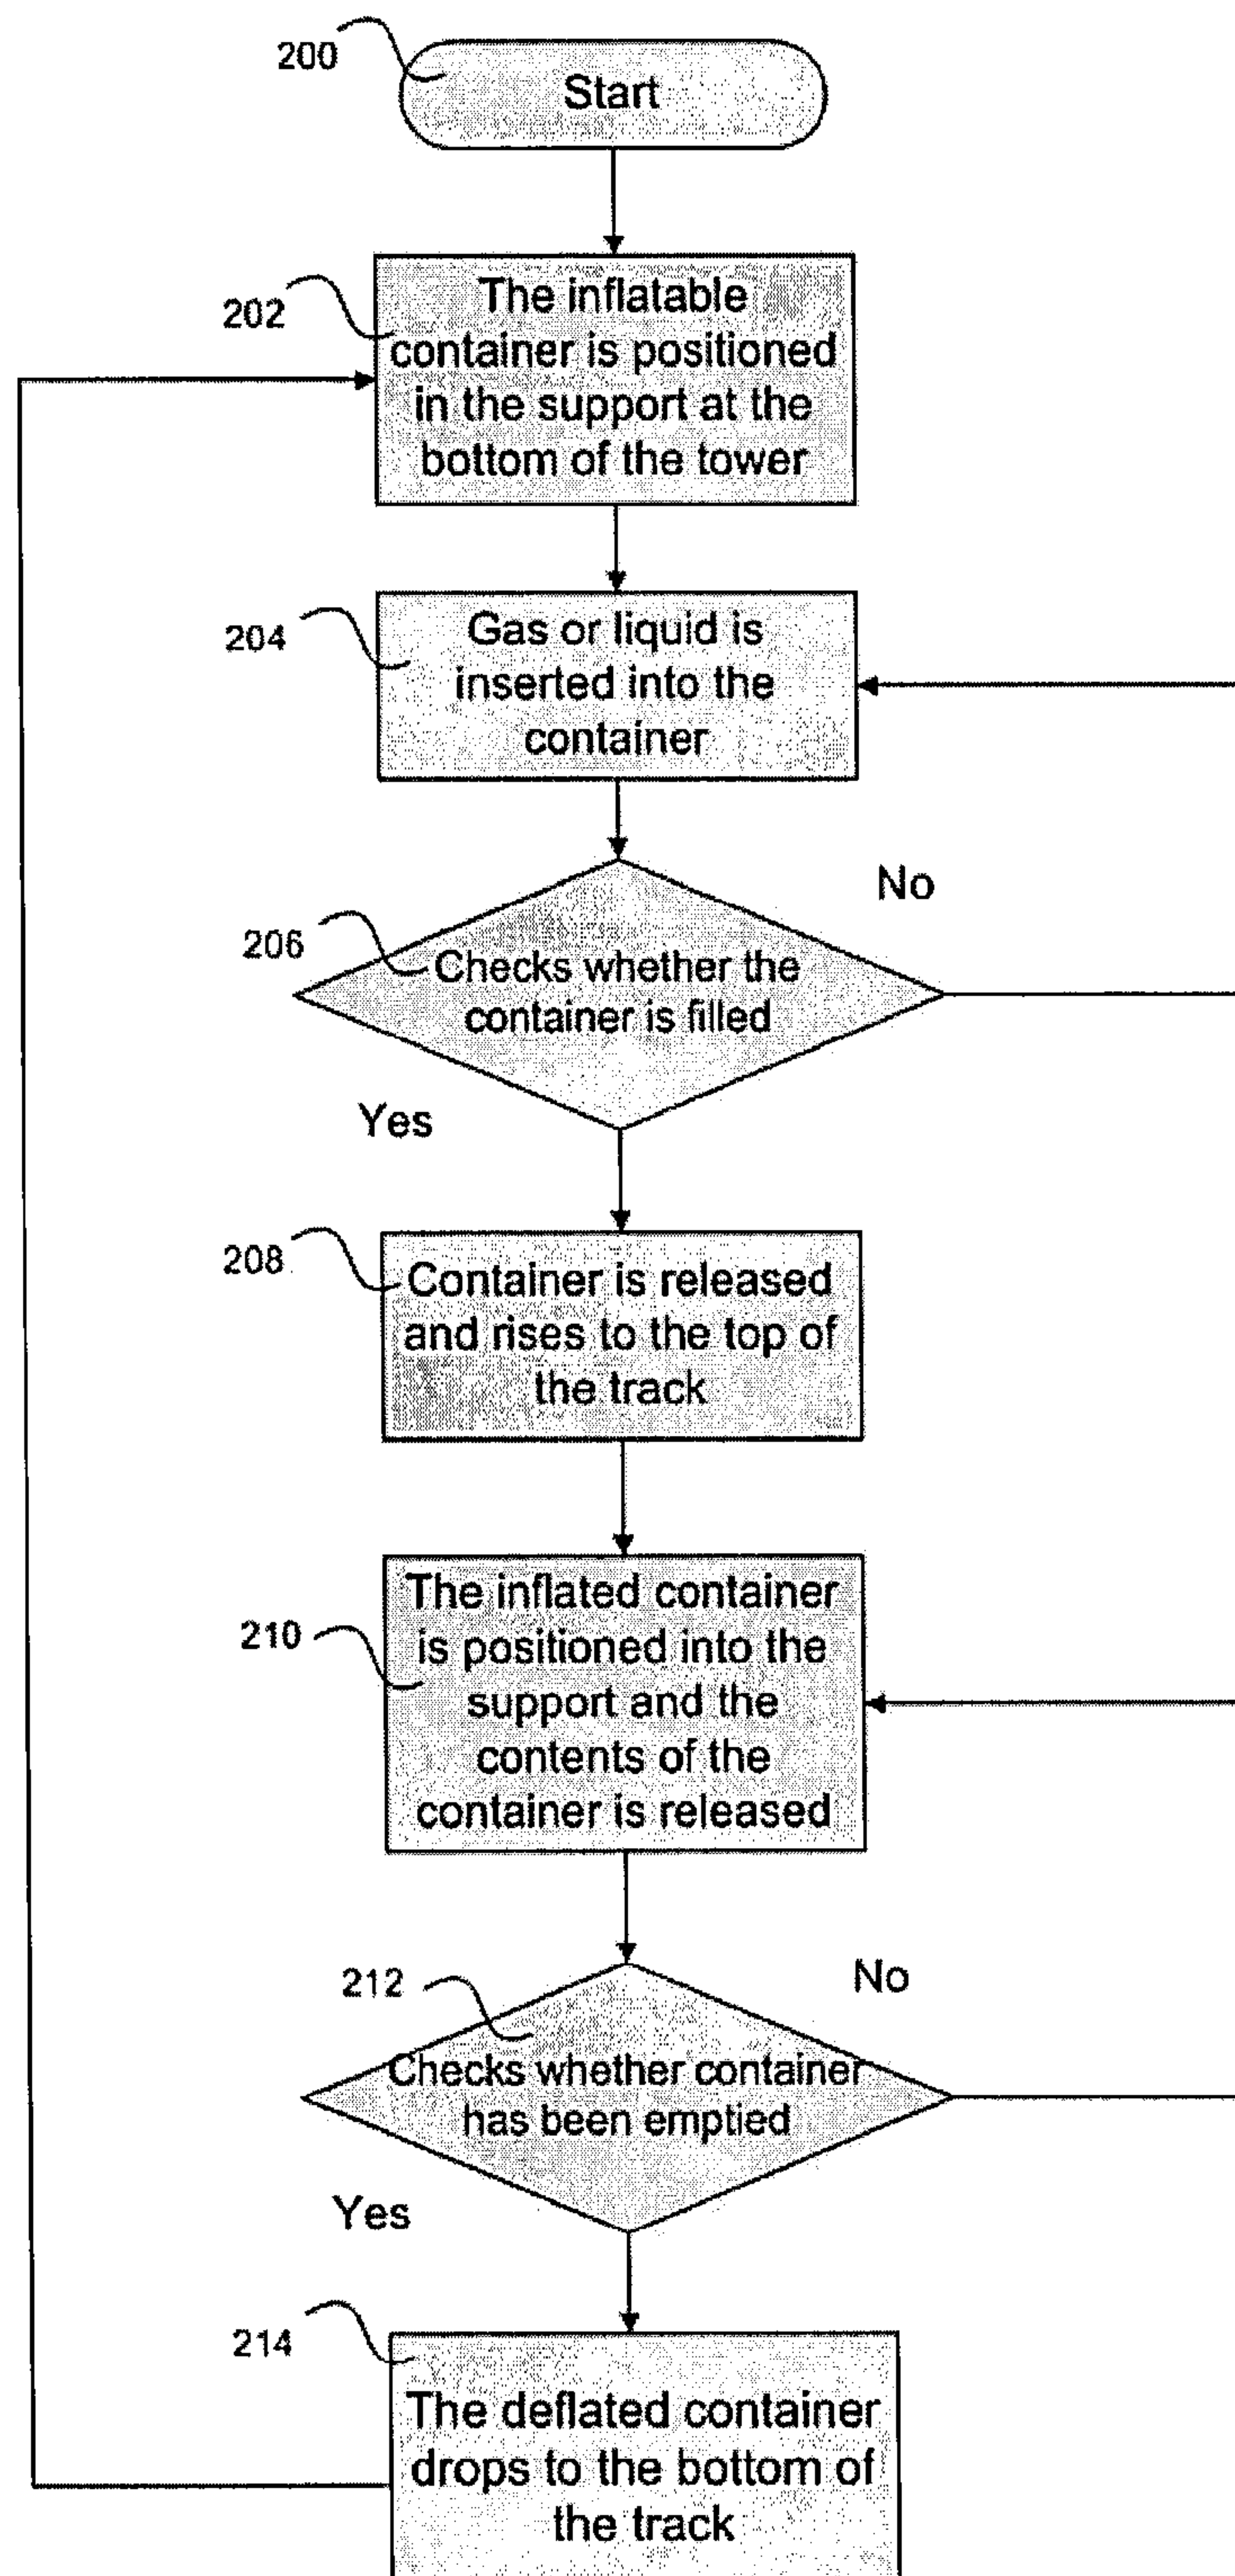 200
Start
202
The inflatable
container is positioned
in the support at the
bottom of the tower
204
Gas or liquid is
inserted into the
container
No
206
Checks whether the
container is filled
Yes
208
Container is released
and rises to the top of
the track
210
The inflated container
is positioned into the
support and the
contents of the
container is released
212
No
Checks whether container
has been emptied
Yes
214
The deflated container
drops to the bottom of
the track